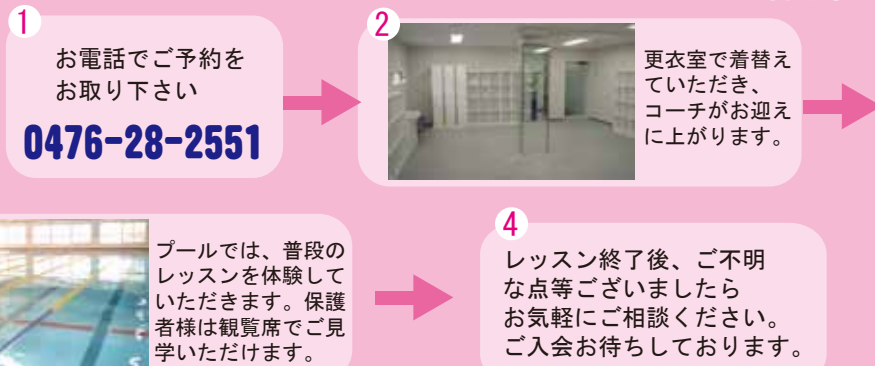 1
お電話でご予約を
お取り下さい
0476-28-2551
2
更衣室で着替え
ていただき、
コーチがお迎え
に上がります。
プールでは、普段の
レッスンを体験して
いただきます。保護
者様は観覧席でご見
学いただけます。
4
レッスン終了後、ご不明
な点等ございましたら
お気軽にご相談ください。
ご入会お待ちしております。